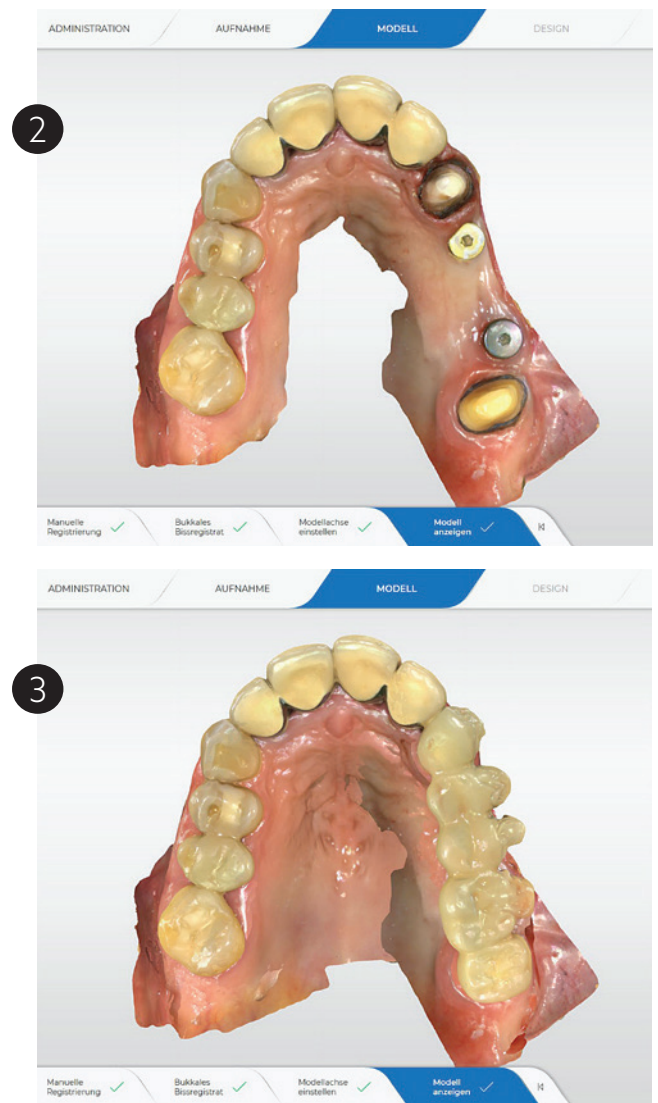 ADMINISTRATION AUFNAHME MODELL DESIGN
2
Manuelle Bukkales Modellachse Modell
Registrierung Bissregistrat einstellen anzeigen
ADMINISTRATION AUFNAHME MODELL DESIGN
3
Manuelle Bukkales Modellachse Modell
Registrierung Bissregistrat einstellen anzeigen